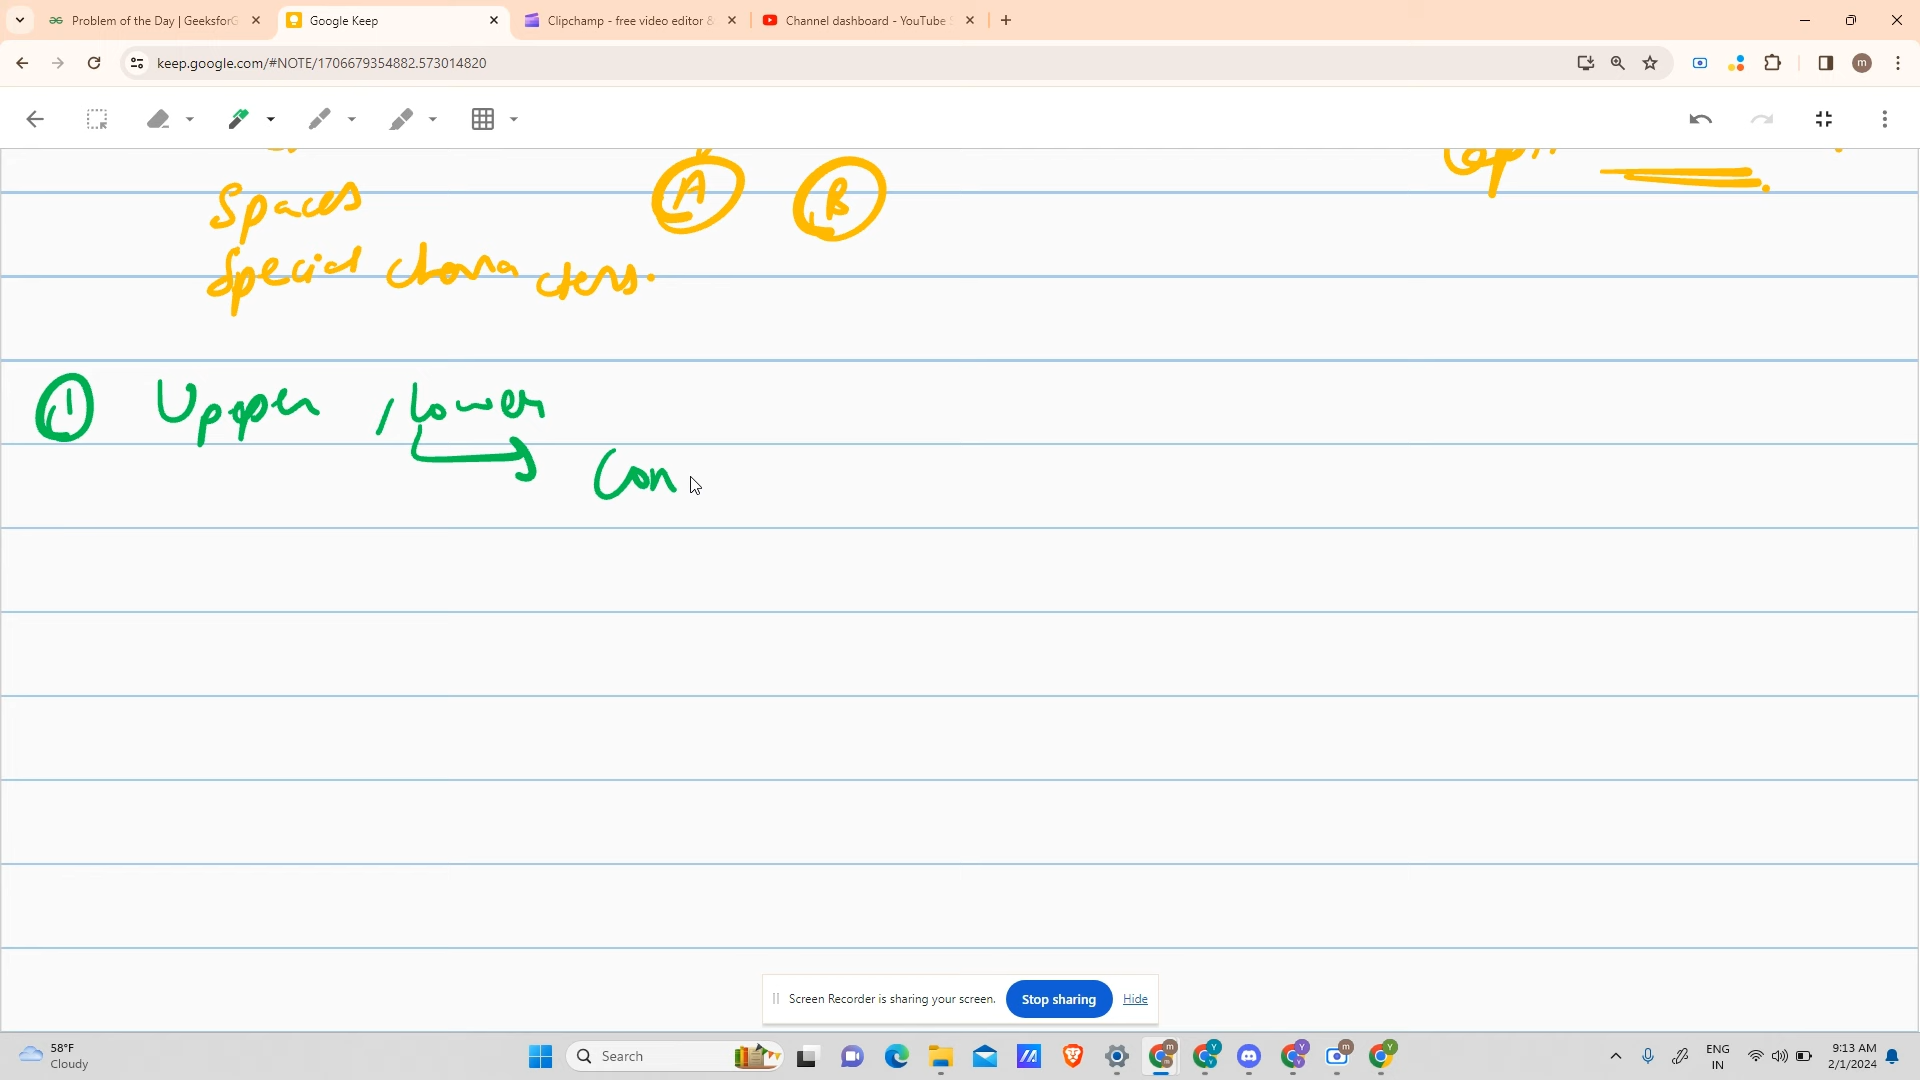 Problem of the Day | GeeksforG
Google Keep
Clipchamp - free video editor &
Channel dashboard - YouTube S
keep.google.com/#NOTE/1706679354882.573014820
m
Spaces
A B
Special characters.
1 Upper , Lower
Con
Screen Recorder is sharing your screen. Stop sharing Hide
58°F
Cloudy
Search
ENG
IN
9:13 AM
2/1/2024